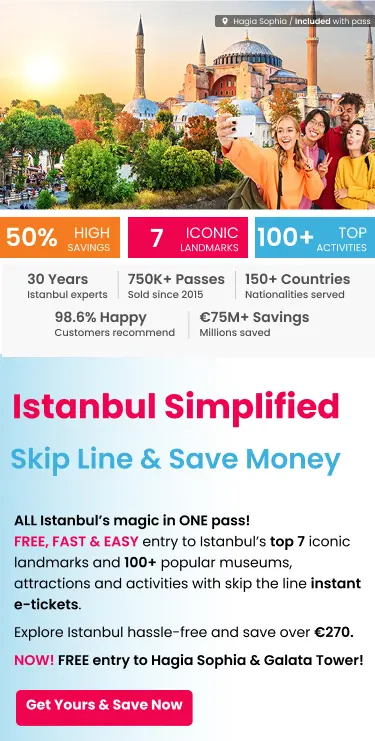 Hagia Sophia / included with pass
50% HIGH SAVINGS
7 ICONIC LANDMARKS
100+ TOP ACTIVITIES
30 Years
Istanbul experts
750K+ Passes
Sold since 2015
150+ Countries
Nationalities served
98.6% Happy
Customers recommend
€75M+ Savings
Millions saved
Istanbul Simplified
Skip Line & Save Money
ALL Istanbul's magic in ONE pass!
FREE, FAST & EASY entry to Istanbul's top 7 iconic
landmarks and 100+ popular museums,
attractions and activities with skip the line instant
e-tickets.
Explore Istanbul hassle-free and save over €270.
NOW! FREE entry to Hagia Sophia & Galata Tower!
Get Yours & Save Now